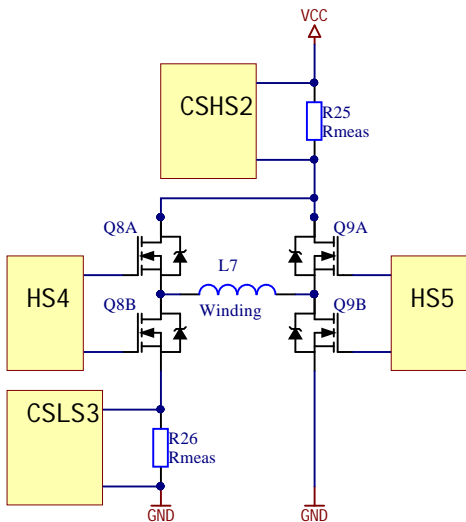 VCC
CSHS2
R25
Rmeas
Q8A
Q9A
L7
HS4
HS5
Q8B
Winding
Q9B
CSLS3
R26
Rmeas
GND
GND